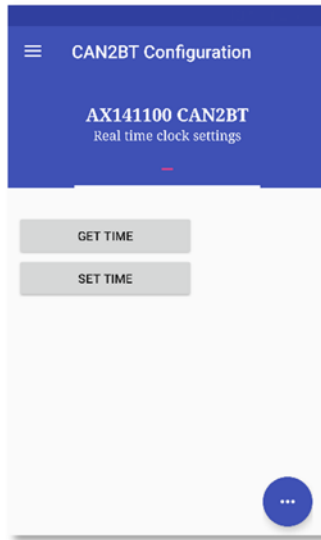 CAN2BT Configuration
AX141100 CAN2BT
Real time clock settings
GET TIME
SET TIME